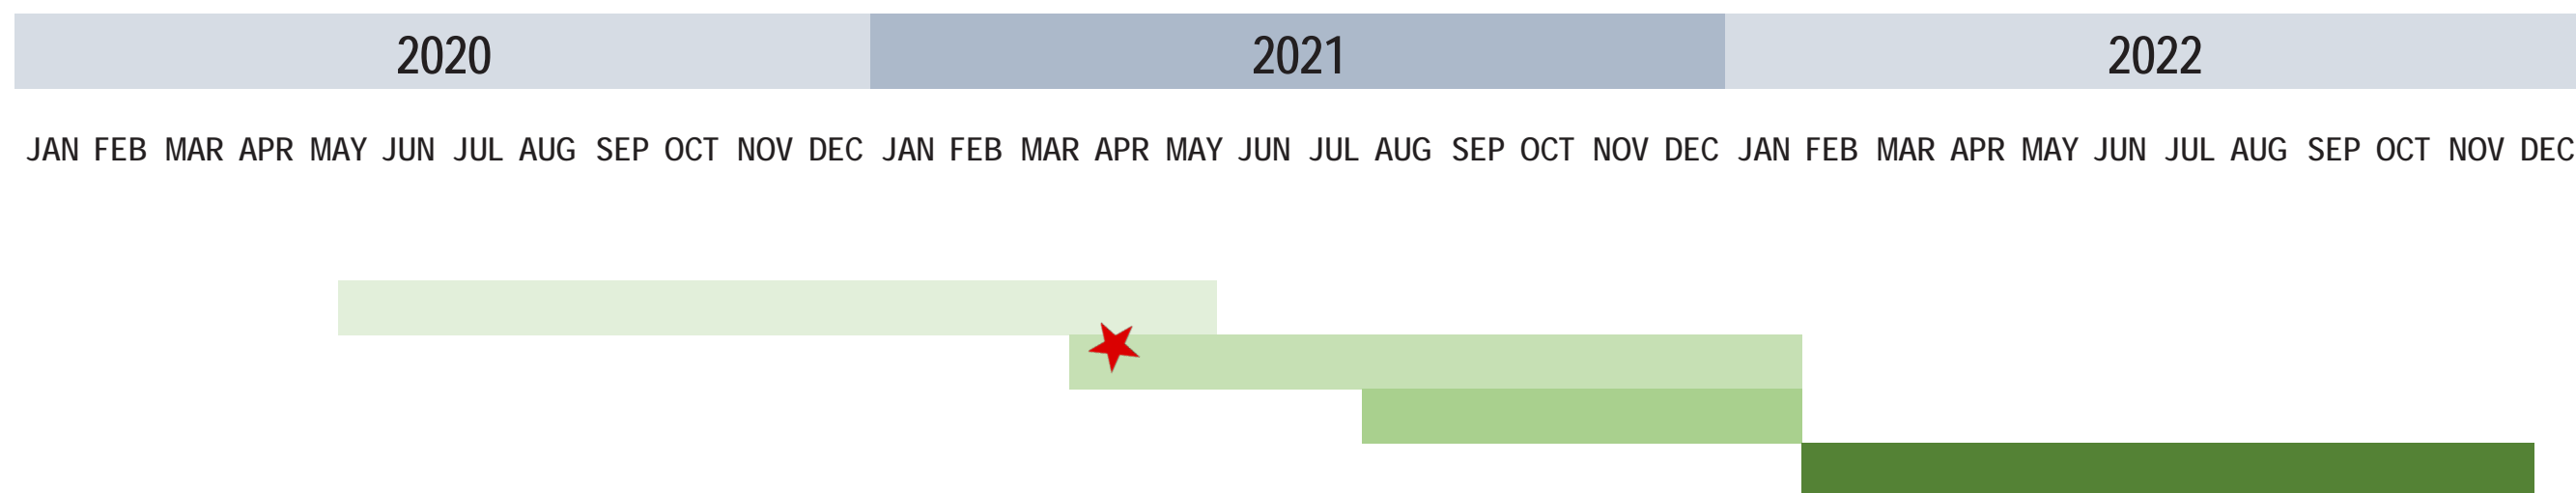 2020 2021 2022
JAN FEB MAR APR MAY JUN JUL AUG SEP OCT NOV DEC JAN FEB MAR APR MAY JUN JUL AUG SEP OCT NOV DEC JAN FEB MAR APR MAY JUN JUL AUG SEP OCT NOV DEC